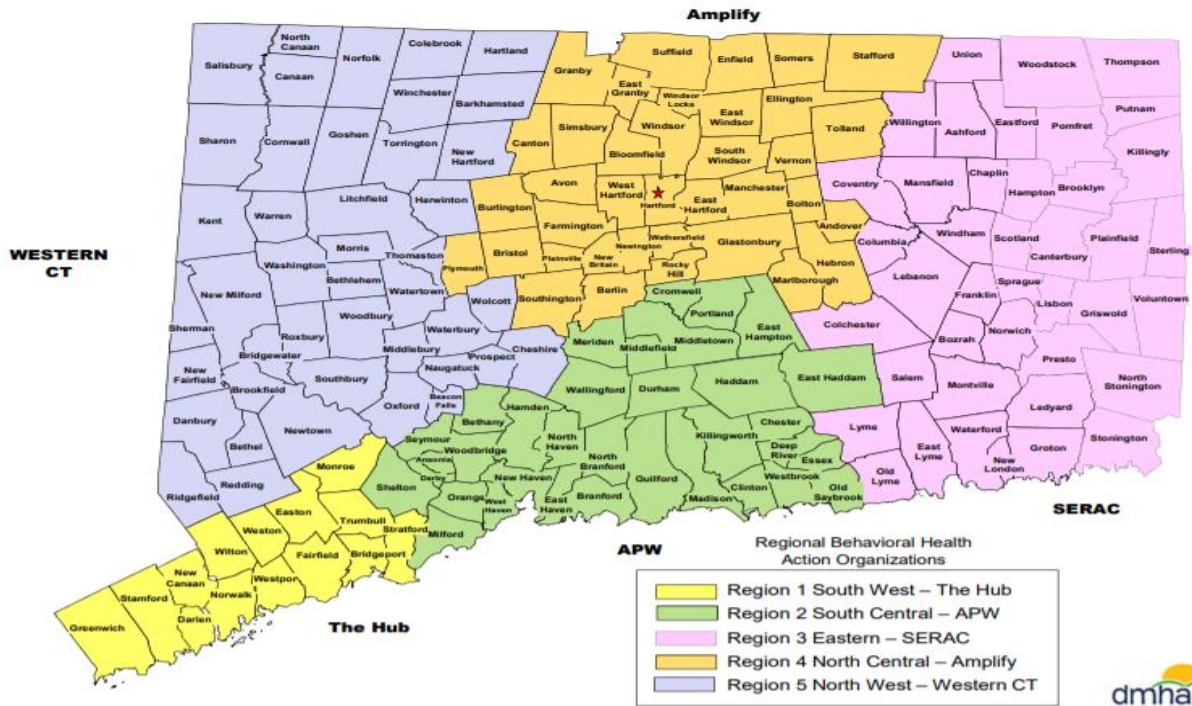 Amplify
WESTERN
CT
The Hub
APW
SERAC
North
Canaan
Colebrook
Hartland
Salisbury
Canaan
Norfolk
Winchester
Barkhamsted
Sharon
Cornwall
Goshen
Torrington
New
Hartford
Kent
Warren
Litchfield
Harwinton
Morris
Washington
Bethlehem
Thomaston
Watertown
New Milford
Woodbury
Waterbury
Wolcott
Sherman
Roxbury
Bridgewater
Middlebury
Prospect
Cheshire
Naugatuck
New
Fairfield
Brookfield
Southbury
Oxford
Beacon
Falls
Danbury
Bethel
Newtown
Redding
Ridgefield
Suffield
Enfield
Somers
Stafford
Granby
East
Granby
Windsor
Locks
East
Windsor
Ellington
Simsbury
Windsor
Tolland
Canton
Bloomfield
South
Windsor
Vernon
Avon
West
Hartford
Hartford
East
Hartford
Manchester
Bolton
Burlington
Farmington
Andover
Newington
Wethersfield
Glastonbury
Bristol
Plainville
New
Britain
Rocky
Hill
Hebron
Plymouth
Marlborough
Southington
Berlin
Union
Woodstock
Thompson
Putnam
Willington
Ashford
Eastford
Pomfret
Killingly
Coventry
Mansfield
Chaplin
Hampton
Brooklyn
Windham
Scotland
Plainfield
Sterling
Columbia
Canterbury
Lebanon
Franklin
Sprague
Lisbon
Griswold
Voluntown
Norwich
Colchester
Bozrah
Presto
North
Stonington
Salem
Montville
Ledyard
Lyme
East
Lyme
Waterford
New
London
Groton
Stonington
Old
Lyme
Cromwell
Portland
East
Hampton
Meriden
Middlefield
Middletown
Wallingford
Durham
Haddam
East Haddam
Hamden
Bethany
Seymour
Woodbridge
North
Haven
Killingworth
Chester
Deep
River
Essex
Ansonia
Derby
New Haven
North
Branford
Guilford
Westbrook
Shelton
Orange
West
Haven
East
Haven
Branford
Madison
Clinton
Old
Saybrook
Milford
Monroe
Easton
Trumbull
Stratford
Weston
Wilton
Fairfield
Bridgeport
New
Canaan
Westpor
Norwalk
Stamford
Darien
Greenwich
Regional Behavioral Health
Action Organizations
Region 1 South West – The Hub
Region 2 South Central – APW
Region 3 Eastern – SERAC
Region 4 North Central – Amplify
Region 5 North West – Western CT
dmha